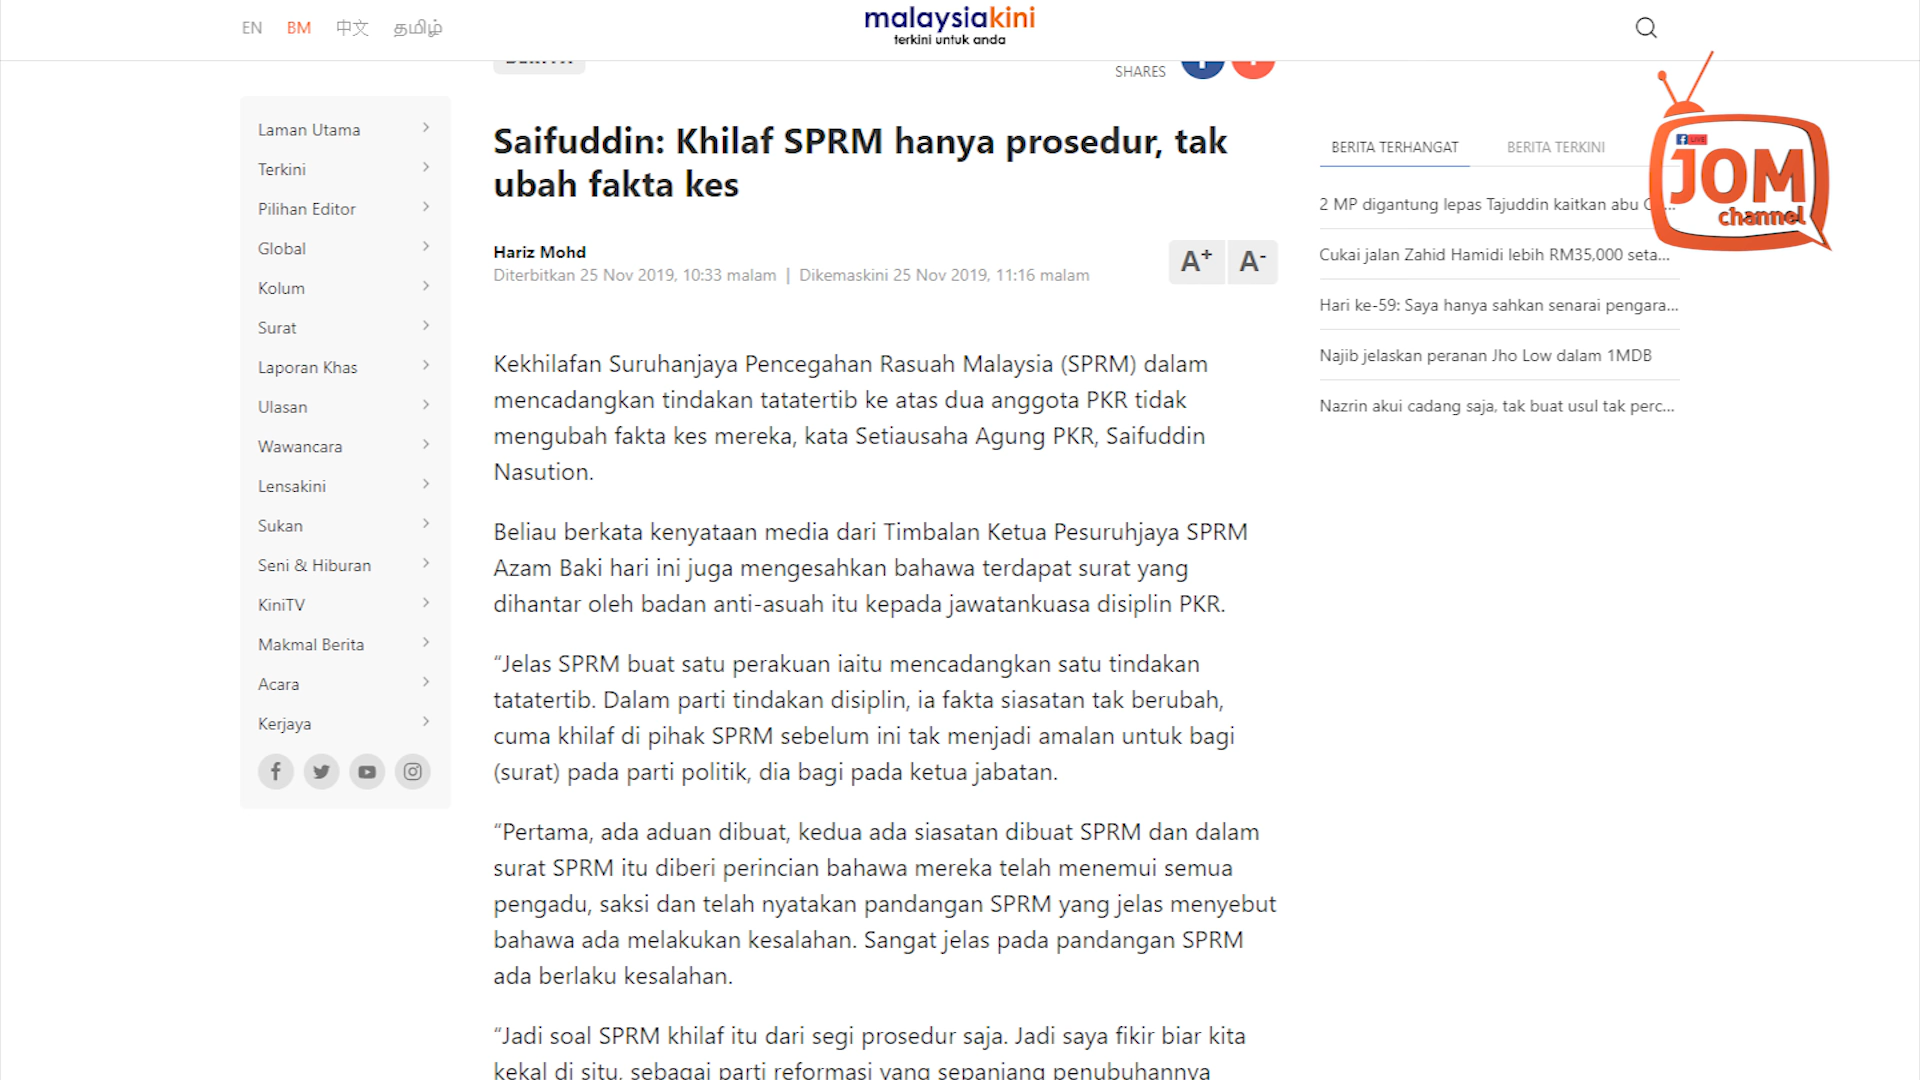 EN BM 中文 தமிழ்
malaysiakini
terkini untuk anda
SHARES
Laman Utama
Terkini
Pilihan Editor
Global
Kolum
Surat
Laporan Khas
Ulasan
Wawancara
Lensakini
Sukan
Seni & Hiburan
KiniTV
Makmal Berita
Acara
Kerjaya
Saifuddin: Khilaf SPRM hanya prosedur, tak
ubah fakta kes
Hariz Mohd
Diterbitkan 25 Nov 2019, 10:33 malam | Dikemaskini 25 Nov 2019, 11:16 malam
A+ A-
Kekhilafan Suruhanjaya Pencegahan Rasuah Malaysia (SPRM) dalam
mencadangkan tindakan tatatertib ke atas dua anggota PKR tidak
mengubah fakta kes mereka, kata Setiausaha Agung PKR, Saifuddin
Nasution.
Beliau berkata kenyataan media dari Timbalan Ketua Pesuruhjaya SPRM
Azam Baki hari ini juga mengesahkan bahawa terdapat surat yang
dihantar oleh badan anti-asuah itu kepada jawatankuasa disiplin PKR.
“Jelas SPRM buat satu perakuan iaitu mencadangkan satu tindakan
tatatertib. Dalam parti tindakan disiplin, ia fakta siasatan tak berubah,
cuma khilaf di pihak SPRM sebelum ini tak menjadi amalan untuk bagi
(surat) pada parti politik, dia bagi pada ketua jabatan.
“Pertama, ada aduan dibuat, kedua ada siasatan dibuat SPRM dan dalam
surat SPRM itu diberi perincian bahawa mereka telah menemui semua
pengadu, saksi dan telah nyatakan pandangan SPRM yang jelas menyebut
bahawa ada melakukan kesalahan. Sangat jelas pada pandangan SPRM
ada berlaku kesalahan.
“Jadi soal SPRM khilaf itu dari segi prosedur saja. Jadi saya fikir biar kita
kekal di situ, sebagai parti reformasi yang sepanjang penubuhannya
BERITA TERHANGAT BERITA TERKINI
2 MP digantung lepas Tajuddin kaitkan abu
Cukai jalan Zahid Hamidi lebih RM35,000 seta...
Hari ke-59: Saya hanya sahkan senarai pengara...
Najib jelaskan peranan Jho Low dalam 1MDB
Nazrin akui cadang saja, tak buat usul tak perc...
LIVE
JOM
channel